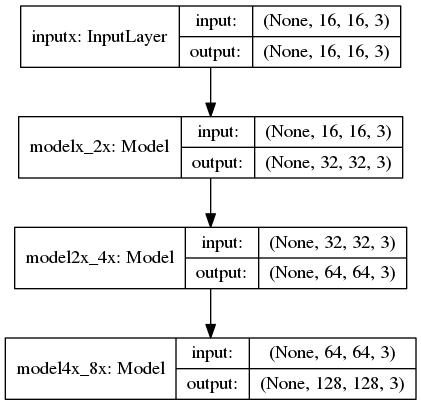 inputx: InputLayer
input: (None, 16, 16, 3)
output: (None, 16, 16, 3)
modelx_2x: Model
input: (None, 16, 16, 3)
output: (None, 32, 32, 3)
model2x_4x: Model
input: (None, 32, 32, 3)
output: (None, 64, 64, 3)
model4x_8x: Model
input: (None, 64, 64, 3)
output: (None, 128, 128, 3)